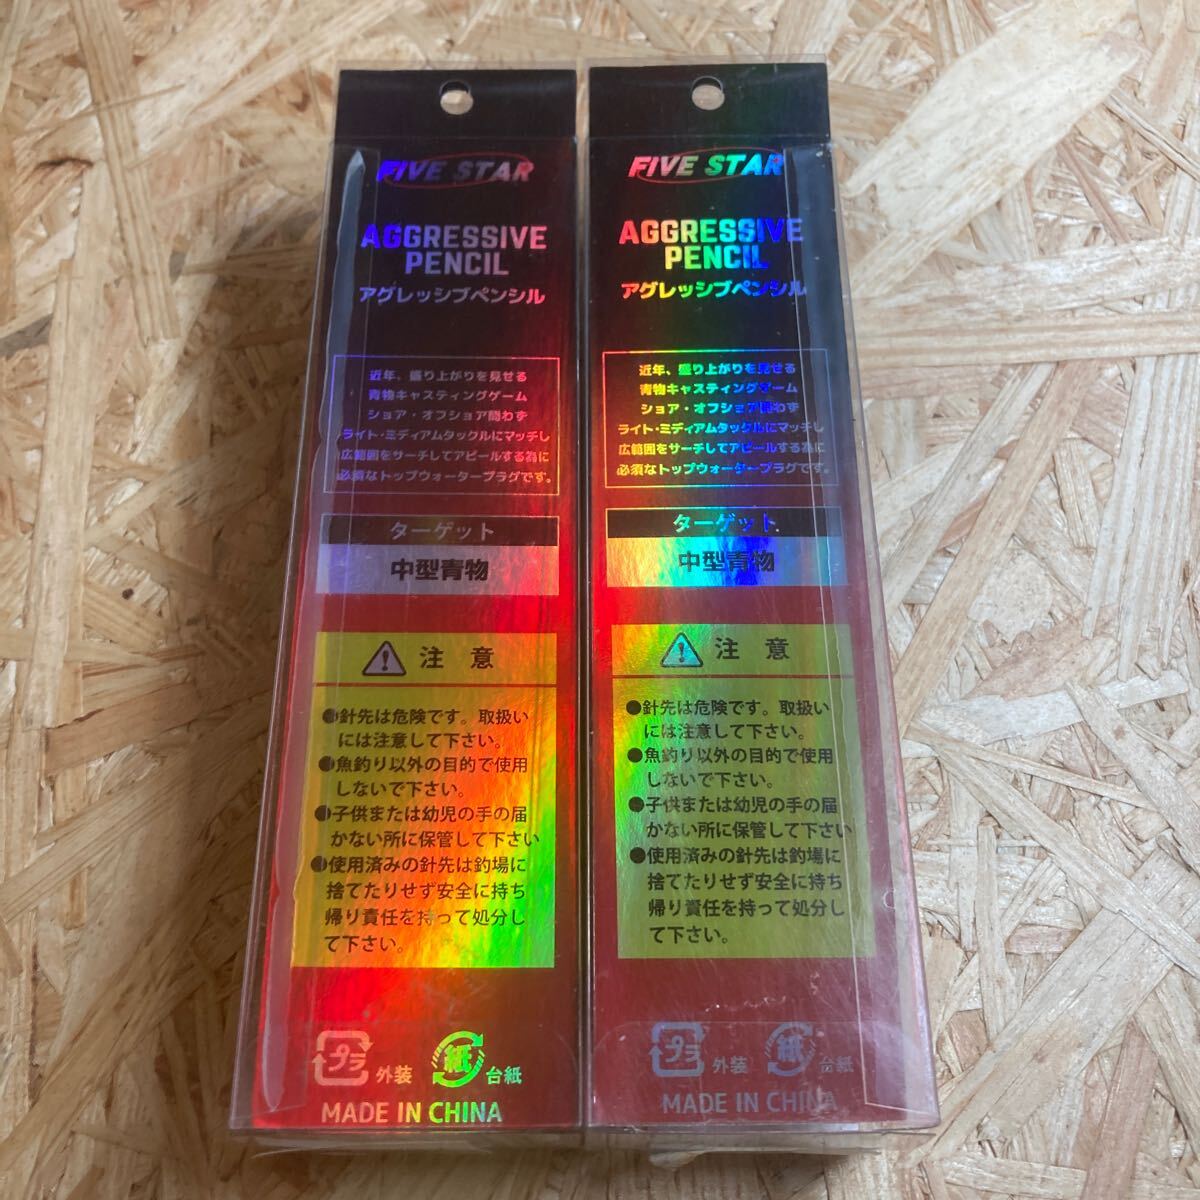 FIVE STAR
AGGRESSIVE
PENCIL
アグレッシブペンシル
近年、盛り上がりを見せる
青物キャスティングゲーム
ショア・オフショア問わず
ライト・ミディアムタックルにマッチし
広範囲をサーチしてアピールする為に
必須なトップウォータープラグです。
ターゲット
中型青物
注 意
●針先は危険です。取扱い
には注意して下さい。
●魚釣り以外の目的で使用
しないで下さい。
●子供または幼児の手の届
かない所に保管して下さい
●使用済みの針先は釣場に
捨てたりせず安全に持ち
帰り責任を持って処分し
て下さい。
プラ 外装 紙 台紙
MADE IN CHINA
FIVE STAR
AGGRESSIVE
PENCIL
アグレッシブペンシル
近年、盛り上がりを見せる
青物キャスティングゲーム
ショア・オフショア問わず
ライト・ミディアムタックルにマッチし
広範囲をサーチしてアピールする為に
必須なトップウォータープラグです。
ターゲット
中型青物
注 意
●針先は危険です。取扱い
には注意して下さい。
●魚釣り以外の目的で使用
しないで下さい。
●子供または幼児の手の届
かない所に保管して下さい
●使用済みの針先は釣場に
捨てたりせず安全に持ち
帰り責任を持って処分し
て下さい。
プラ 外装 紙 台紙
MADE IN CHINA